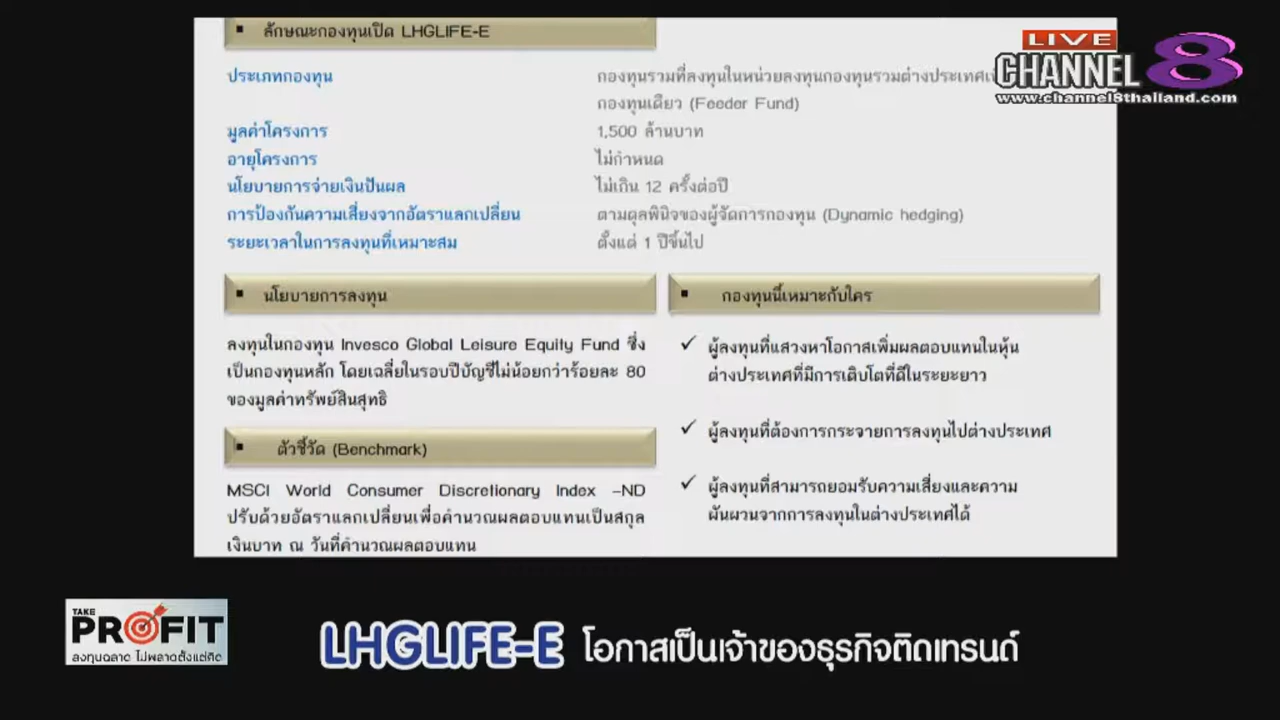 ▪ ลักษณะกองทุนเปิด LHGLIFE-E
LIVE
CHANNEL 8
www.channel8thailand.com
ประเภทกองทุน
กองทุนรวมที่ลงทุนในหน่วยลงทุนกองทุนรวมต่างประเทศ
กองทุนเดียว (Feeder Fund)
มูลค่าโครงการ
1,500 ล้านบาท
อายุโครงการ
ไม่กำหนด
นโยบายการจ่ายเงินปันผล
ไม่เกิน 12 ครั้งต่อปี
การป้องกันความเสี่ยงจากอัตราแลกเปลี่ยน
ตามดุลพินิจของผู้จัดการกองทุน (Dynamic hedging)
ระยะเวลาในการลงทุนที่เหมาะสม
ตั้งแต่ 1 ปีขึ้นไป
▪ นโยบายการลงทุน
ลงทุนในกองทุน Invesco Global Leisure Equity Fund ซึ่ง
เป็นกองทุนหลัก โดยเฉลี่ยในรอบปีบัญชีไม่น้อยกว่าร้อยละ 80
ของมูลค่าทรัพย์สินสุทธิ
▪ ตัวชี้วัด (Benchmark)
MSCI World Consumer Discretionary Index –ND
ปรับด้วยอัตราแลกเปลี่ยนเพื่อคำนวณผลตอบแทนเป็นสกุล
เงินบาท ณ วันที่คำนวณผลตอบแทน
▪ กองทุนนี้เหมาะกับใคร
✓ ผู้ลงทุนที่แสวงหาโอกาสเพิ่มผลตอบแทนในหุ้น
ต่างประเทศที่มีการเติบโตที่ดีในระยะยาว
✓ ผู้ลงทุนที่ต้องการกระจายการลงทุนไปต่างประเทศ
✓ ผู้ลงทุนที่สามารถยอมรับความเสี่ยงและความ
ผันผวนจากการลงทุนในต่างประเทศได้
TAKE
PROFIT
ลงทุนฉลาด ไม่พลาดตั้งแต่คิด
LHGLIFE-E โอกาสเป็นเจ้าของธุรกิจติดเทรนด์